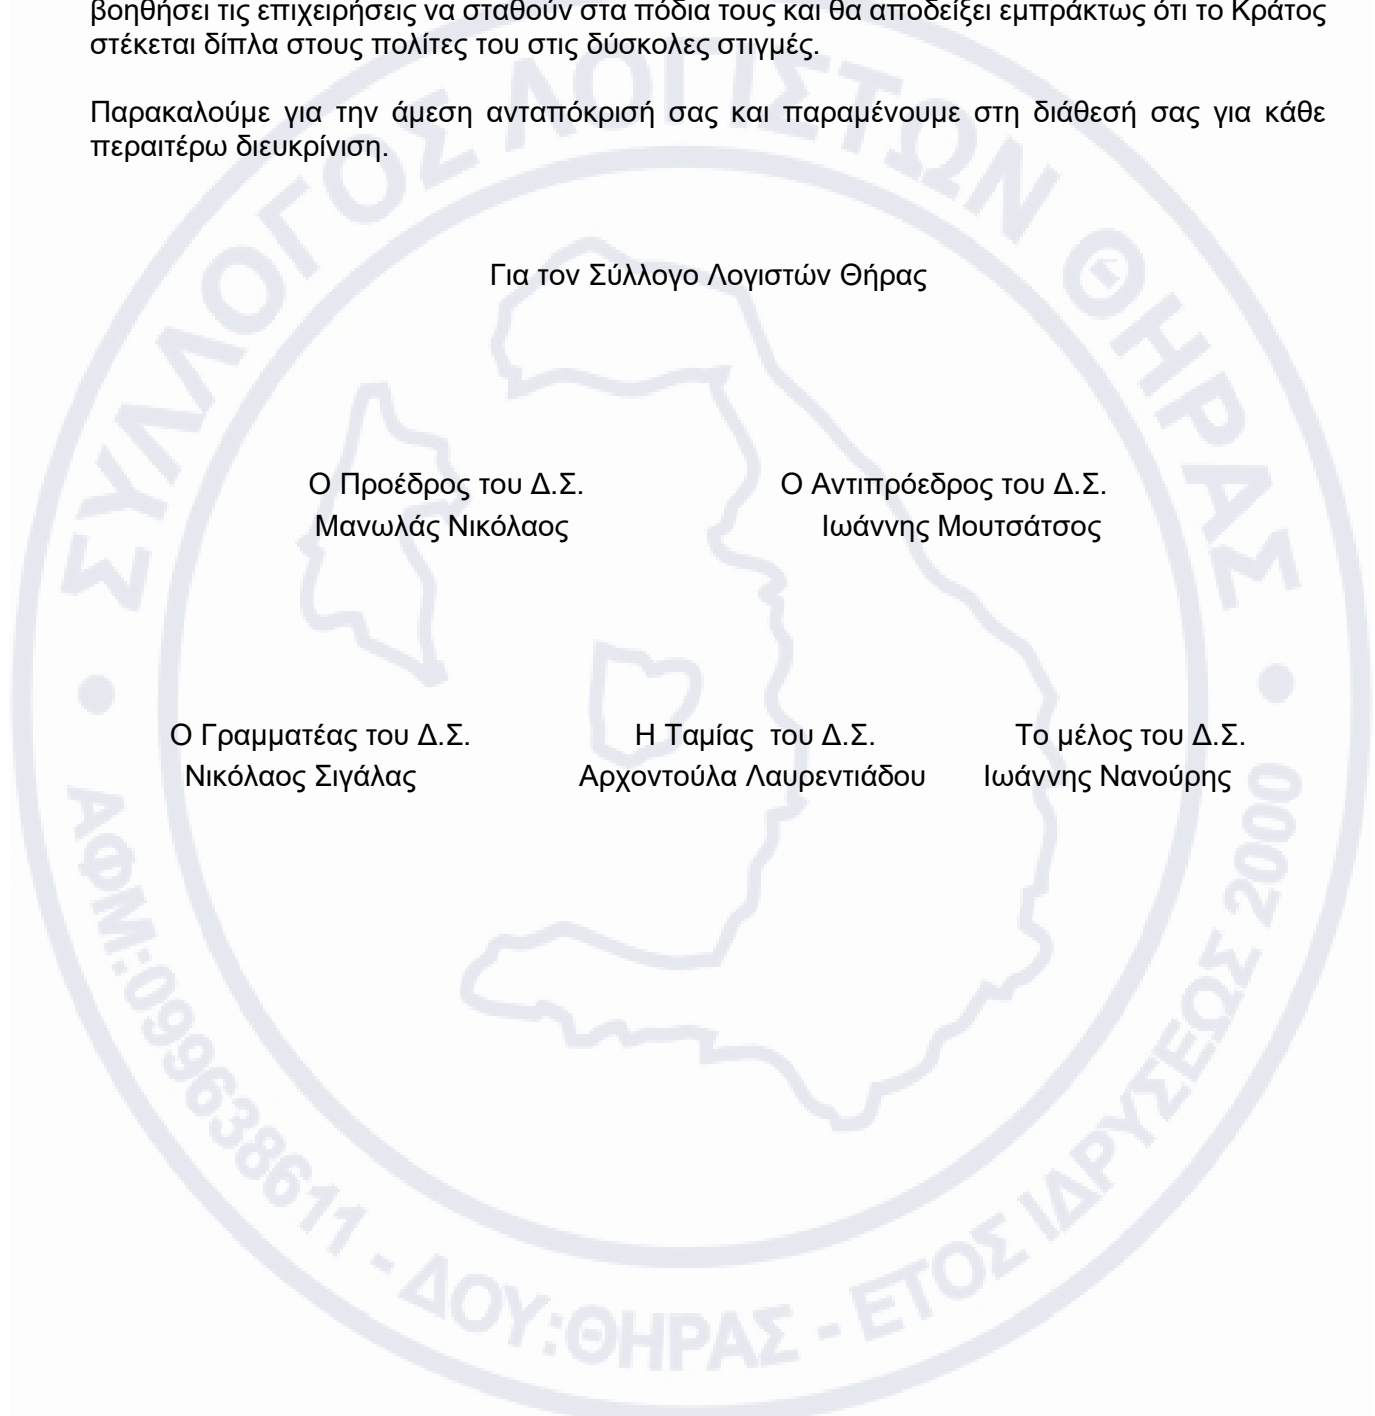 βοηθήσει τις επιχειρήσεις να σταθούν στα πόδια τους και θα αποδείξει εμπράκτως ότι το Κράτος
στέκεται δίπλα στους πολίτες του στις δύσκολες στιγμές.
Παρακαλούμε για την άμεση ανταπόκρισή σας και παραμένουμε στη διάθεσή σας για κάθε
περαιτέρω διευκρίνιση.
Για τον Σύλλογο Λογιστών Θήρας
Ο Προέδρος του Δ.Σ. Ο Αντιπρόεδρος του Δ.Σ.
Μανωλάς Νικόλαος Ιωάννης Μουτσάτσος
Ο Γραμματέας του Δ.Σ. Η Ταμίας του Δ.Σ. Το μέλος του Δ.Σ.
Νικόλαος Σιγάλας Αρχοντούλα Λαυρεντιάδου Ιωάννης Νανούρης
ΣΥΛΛΟΓΟΣ ΛΟΓΙΣΤΩΝ ΘΗΡΑΣ
ΑΦΜ:099638611 - ΔΟΥ:ΘΗΡΑΣ - ΕΤΟΣ ΙΔΡΥΣΕΩΣ 2000